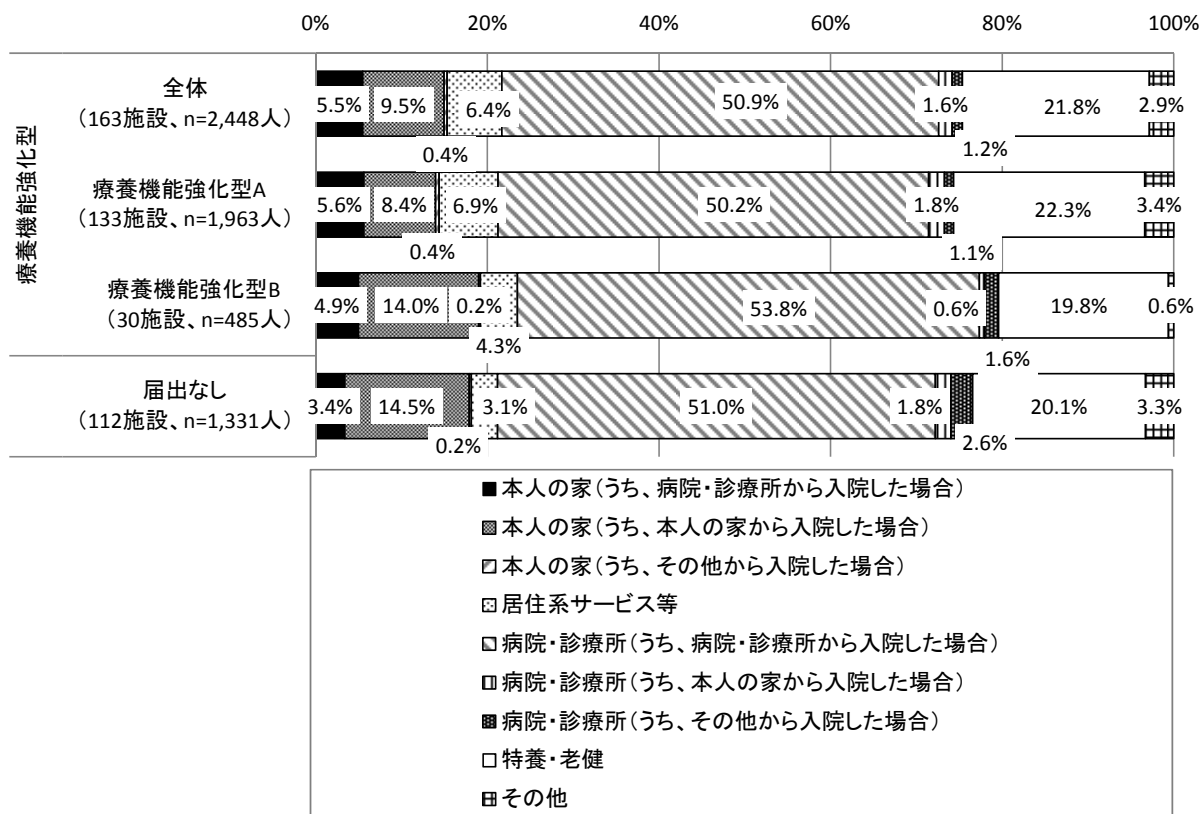 0% 20% 40% 60% 80% 100%
療養機能強化型
全体
(163施設、n=2,448人)
5.5% 9.5% 6.4% 50.9% 1.6% 21.8% 2.9%
0.4% 1.2%
療養機能強化型A
(133施設、n=1,963人)
5.6% 8.4% 6.9% 50.2% 1.8% 22.3% 3.4%
0.4% 1.1%
療養機能強化型B
(30施設、n=485人)
4.9% 14.0% 0.2% 53.8% 0.6% 19.8% 0.6%
4.3% 1.6%
届出なし
(112施設、n=1,331人)
3.4% 14.5% 3.1% 51.0% 1.8% 20.1% 3.3%
0.2% 2.6%
本人の家(うち、病院・診療所から入院した場合)
本人の家(うち、本人の家から入院した場合)
本人の家(うち、その他から入院した場合)
居住系サービス等
病院・診療所(うち、病院・診療所から入院した場合)
病院・診療所(うち、本人の家から入院した場合)
病院・診療所(うち、その他から入院した場合)
特養・老健
その他